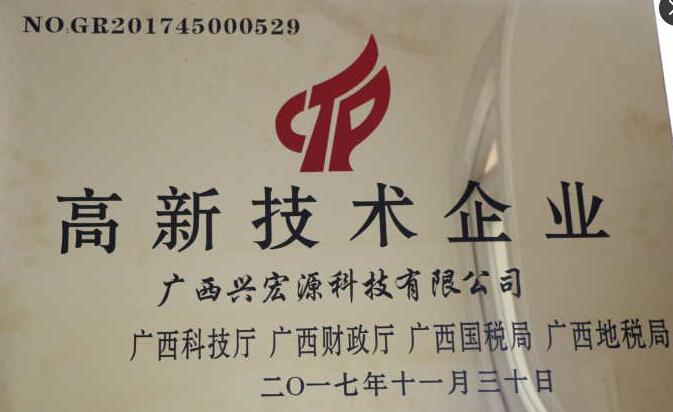 NO:GR201745000529
CTP
高新技术企业
广西兴宏源科技有限公司
广西科技厅 广西财政厅 广西国税局 广西地税局
二〇一七年十一月三十日